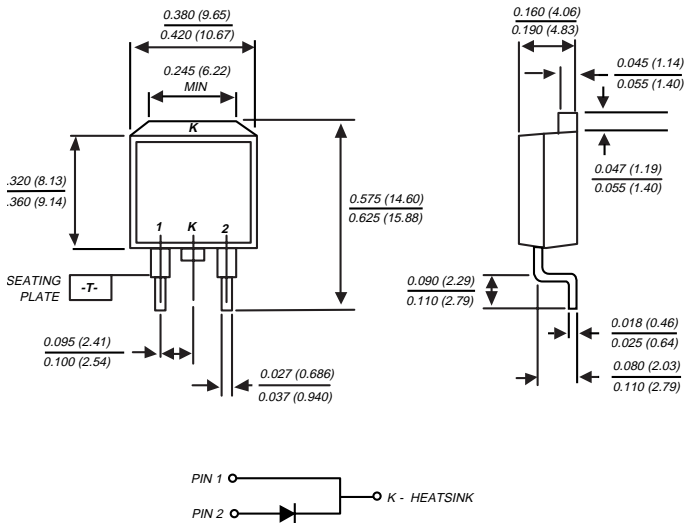 0.380 (9.65)
0.420 (10.67)
0.245 (6.22)
MIN
K
.320 (8.13)
.360 (9.14)
0.575 (14.60)
0.625 (15.88)
1 K 2
SEATING
PLATE
-T-
0.095 (2.41)
0.100 (2.54)
0.027 (0.686)
0.037 (0.940)
0.160 (4.06)
0.190 (4.83)
0.045 (1.14)
0.055 (1.40)
0.047 (1.19)
0.055 (1.40)
0.090 (2.29)
0.110 (2.79)
0.018 (0.46)
0.025 (0.64)
0.080 (2.03)
0.110 (2.79)
PIN 1
PIN 2
K - HEATSINK